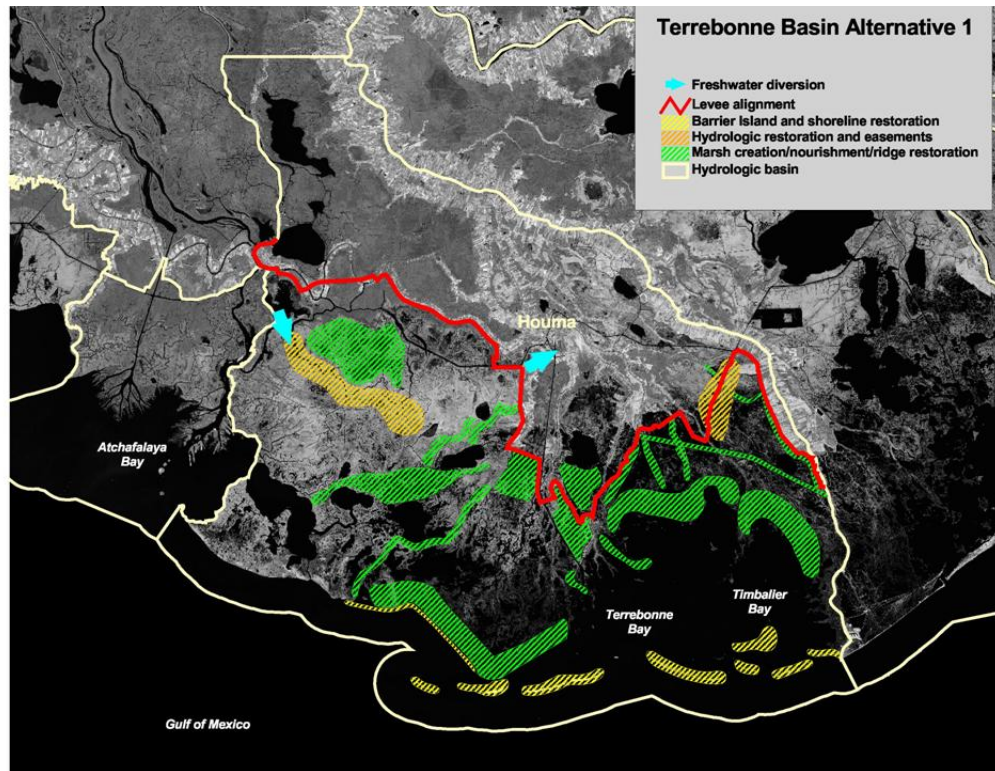 Terrebonne Basin Alternative 1
Freshwater diversion
Levee alignment
Barrier Island and shoreline restoration
Hydrologic restoration and easements
Marsh creation/nourishment/ridge restoration
Hydrologic basin
Houma
Atchafalaya
Bay
Timbalier
Bay
Terrebonne
Bay
Gulf of Mexico